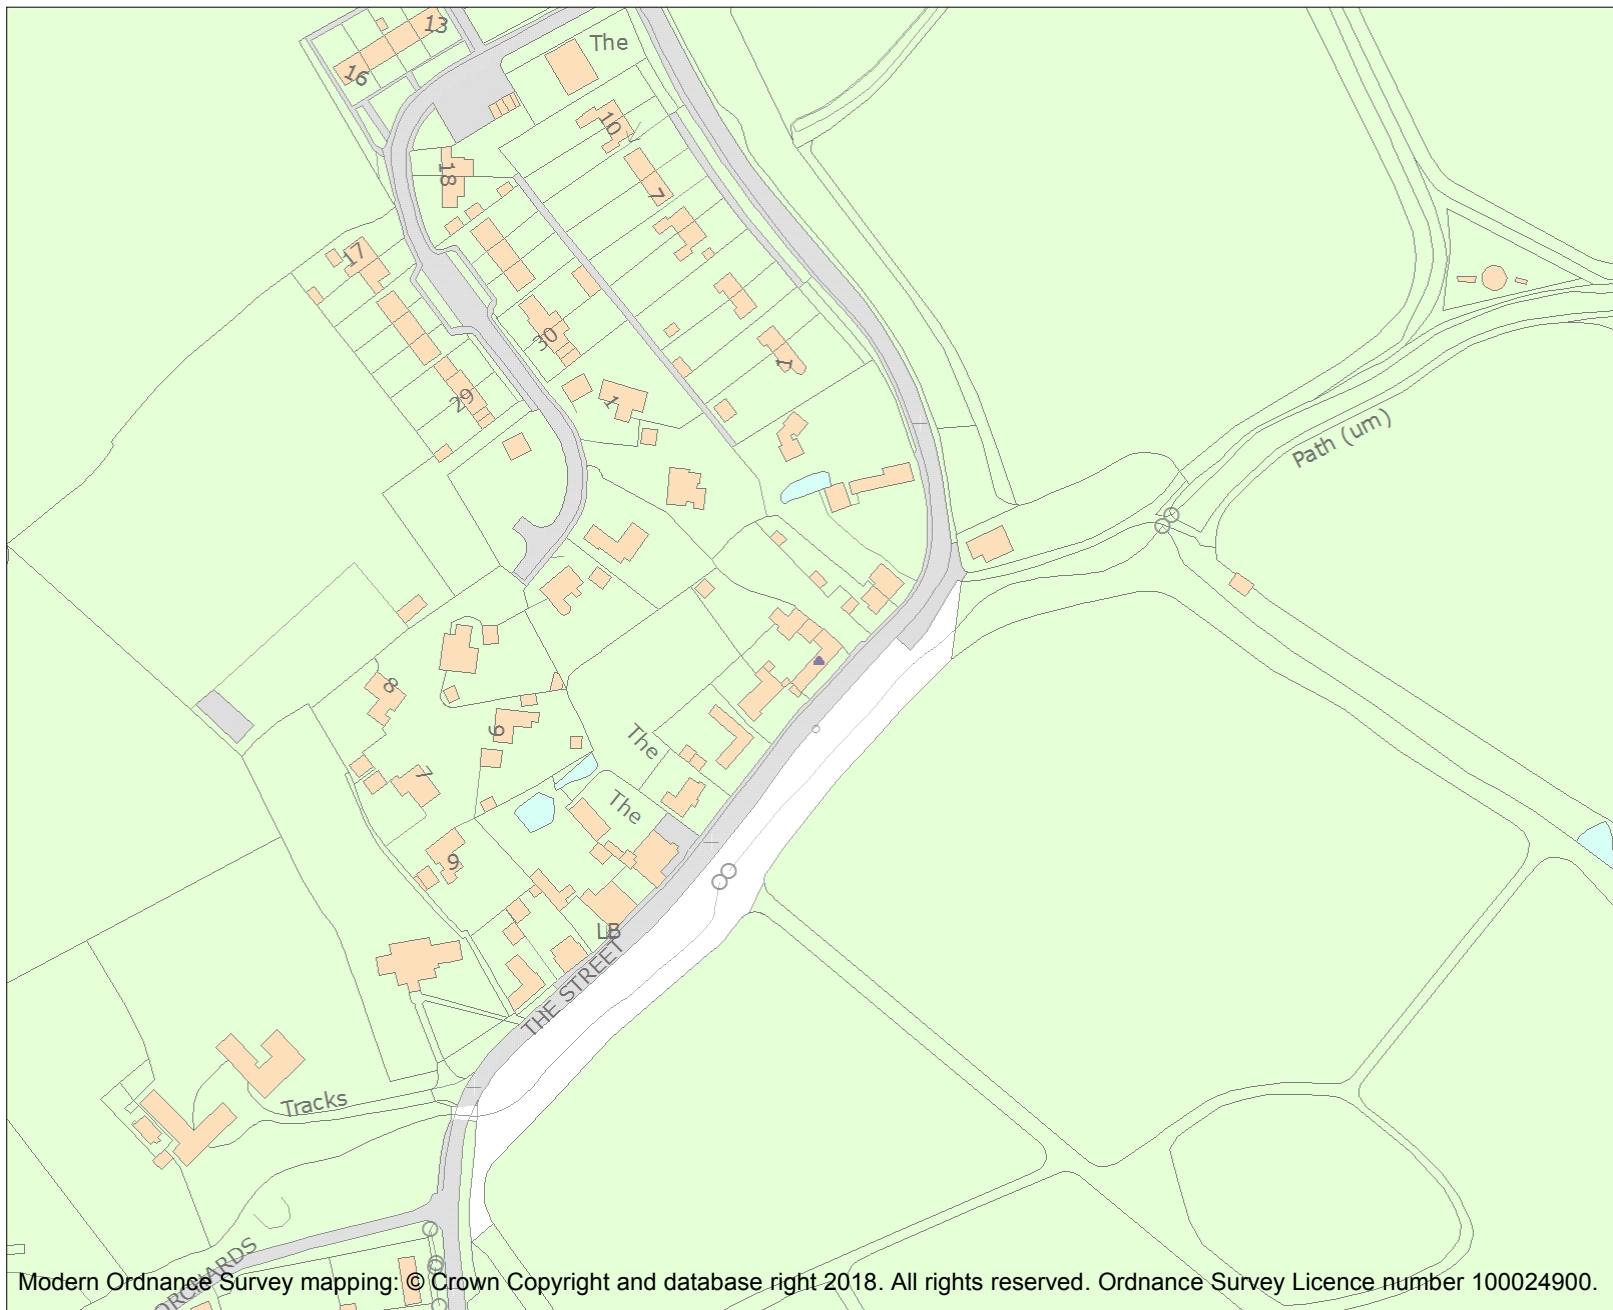 13
The
16
10
18
7
17
30
1
29
1
Path (um)
8
The
6
7
The
9
LB
THE STREET
Tracks
ORCHARDS
Modern Ordnance Survey mapping: © Crown Copyright and database right 2018. All rights reserved. Ordnance Survey Licence number 100024900.